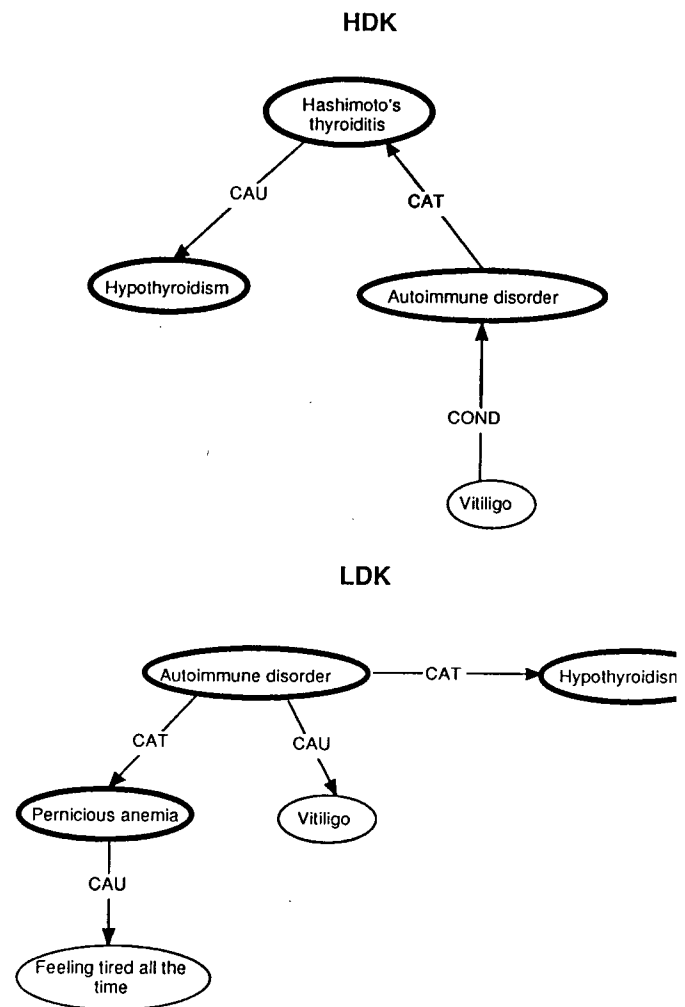 HDK
Hashimoto's
thyroiditis
CAU
CAT
Hypothyroidism
Autoimmune disorder
COND
Vitiligo
LDK
Autoimmune disorder
CAT
Hypothyroidism
CAT
CAU
Pernicious anemia
Vitiligo
CAU
Feeling tired all the
time